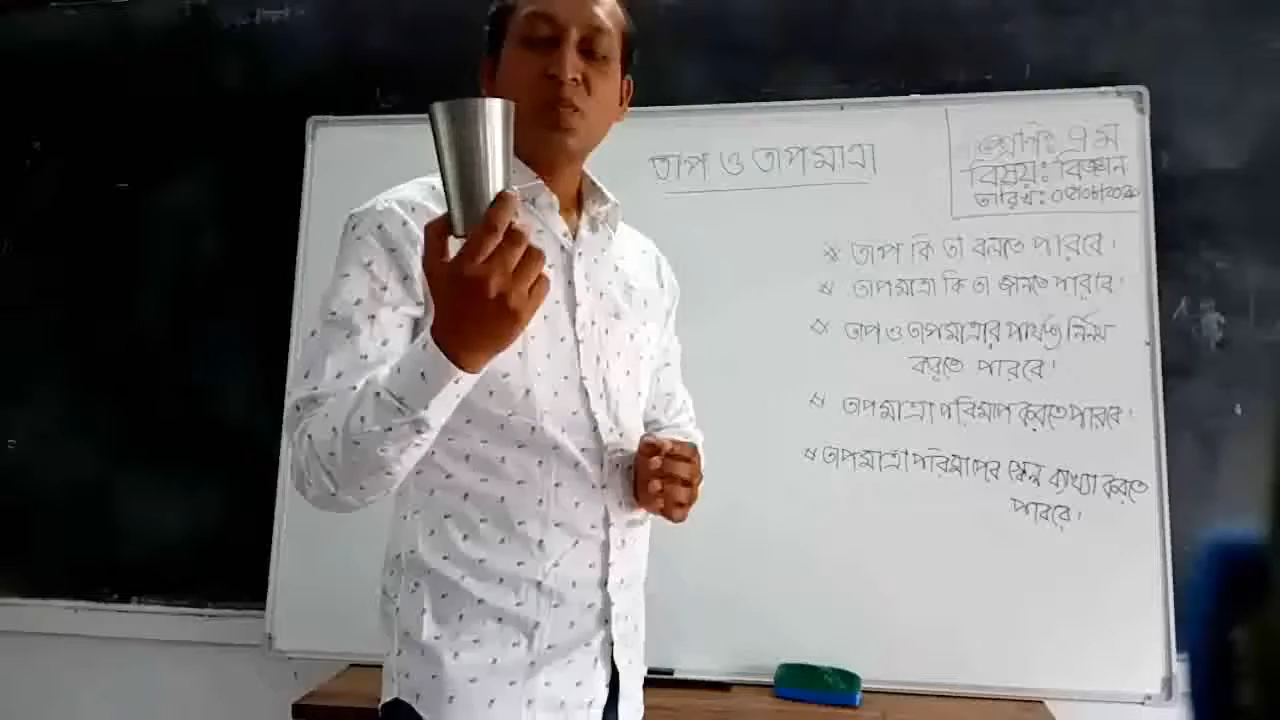 তাপ ও তাপমাত্রা
শ্রেণিঃ ৭ম
বিষয়ঃ বিজ্ঞান
তারিখঃ
* তাপ কি তা বলতে পারবে।
* তাপমাত্রা কি তা জানতে পারবে।
* তাপ ও তাপমাত্রার পার্থক্য নির্ণয়
করতে পারবে।
* তাপমাত্রা পরিমাপ করতে পারবে।
* তাপমাত্রা পরিমাপের স্কেল ব্যাখ্যা করতে
পারবে।